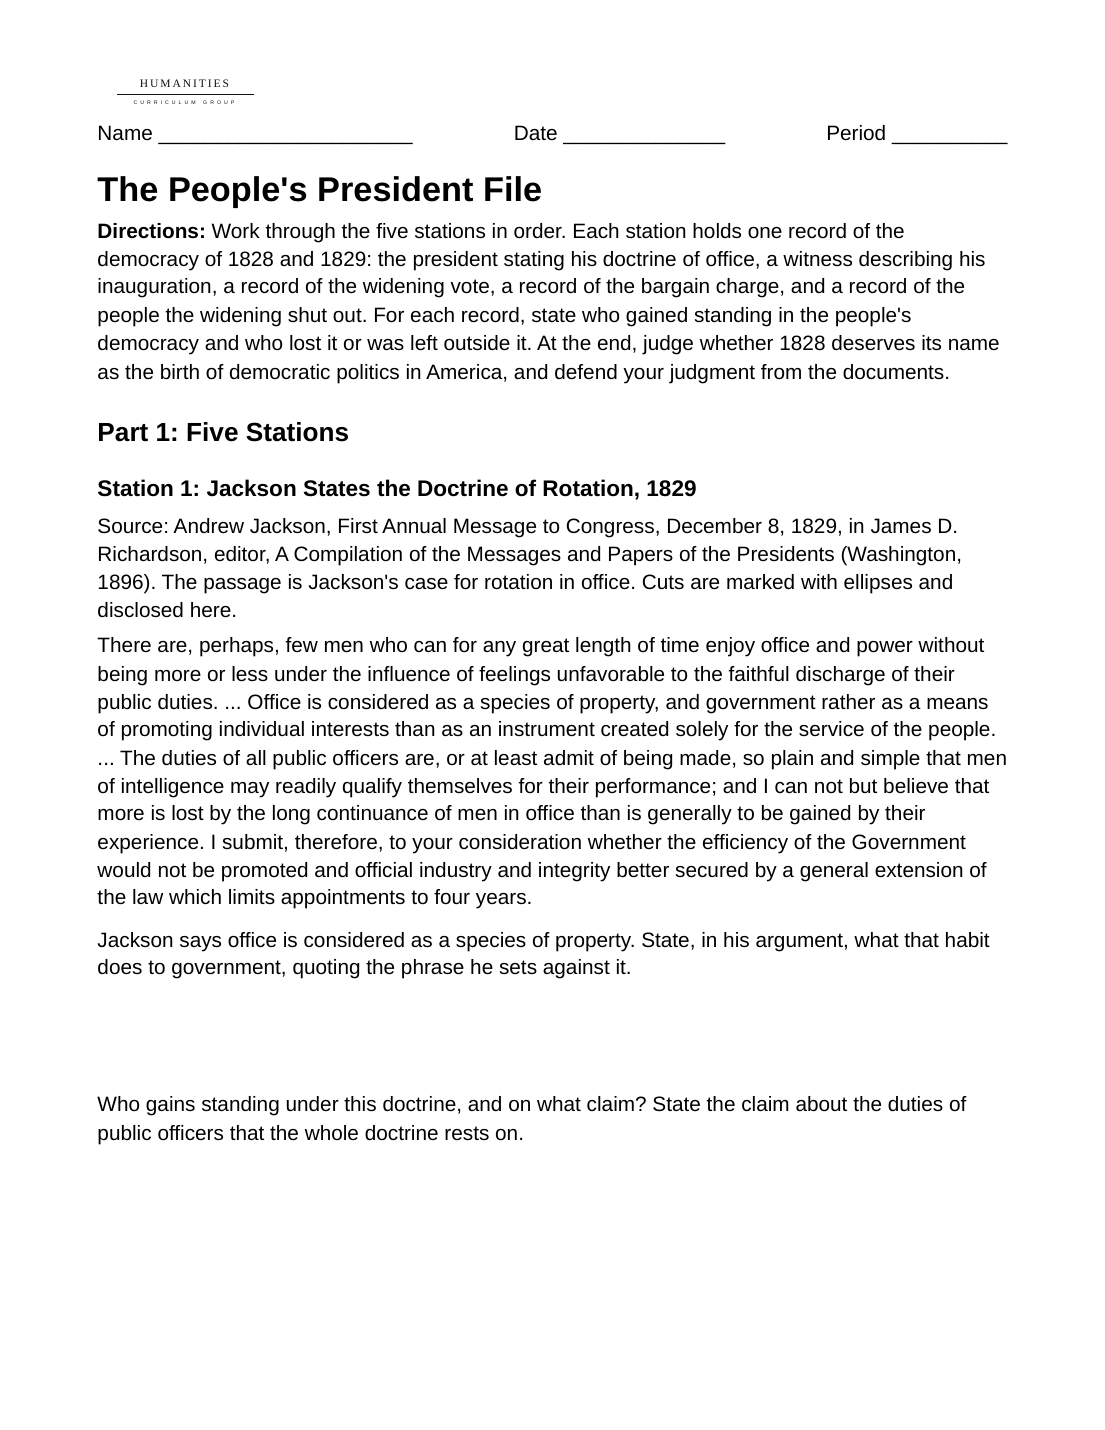 HUMANITIES
CURRICULUM GROUP
Name ______________________ Date ______________ Period __________
The People's President File
Directions: Work through the five stations in order. Each station holds one record of the
democracy of 1828 and 1829: the president stating his doctrine of office, a witness describing his
inauguration, a record of the widening vote, a record of the bargain charge, and a record of the
people the widening shut out. For each record, state who gained standing in the people's
democracy and who lost it or was left outside it. At the end, judge whether 1828 deserves its name
as the birth of democratic politics in America, and defend your judgment from the documents.
Part 1: Five Stations
Station 1: Jackson States the Doctrine of Rotation, 1829
Source: Andrew Jackson, First Annual Message to Congress, December 8, 1829, in James D.
Richardson, editor, A Compilation of the Messages and Papers of the Presidents (Washington,
1896). The passage is Jackson's case for rotation in office. Cuts are marked with ellipses and
disclosed here.
There are, perhaps, few men who can for any great length of time enjoy office and power without
being more or less under the influence of feelings unfavorable to the faithful discharge of their
public duties. ... Office is considered as a species of property, and government rather as a means
of promoting individual interests than as an instrument created solely for the service of the people.
... The duties of all public officers are, or at least admit of being made, so plain and simple that men
of intelligence may readily qualify themselves for their performance; and I can not but believe that
more is lost by the long continuance of men in office than is generally to be gained by their
experience. I submit, therefore, to your consideration whether the efficiency of the Government
would not be promoted and official industry and integrity better secured by a general extension of
the law which limits appointments to four years.
Jackson says office is considered as a species of property. State, in his argument, what that habit
does to government, quoting the phrase he sets against it.
Who gains standing under this doctrine, and on what claim? State the claim about the duties of
public officers that the whole doctrine rests on.